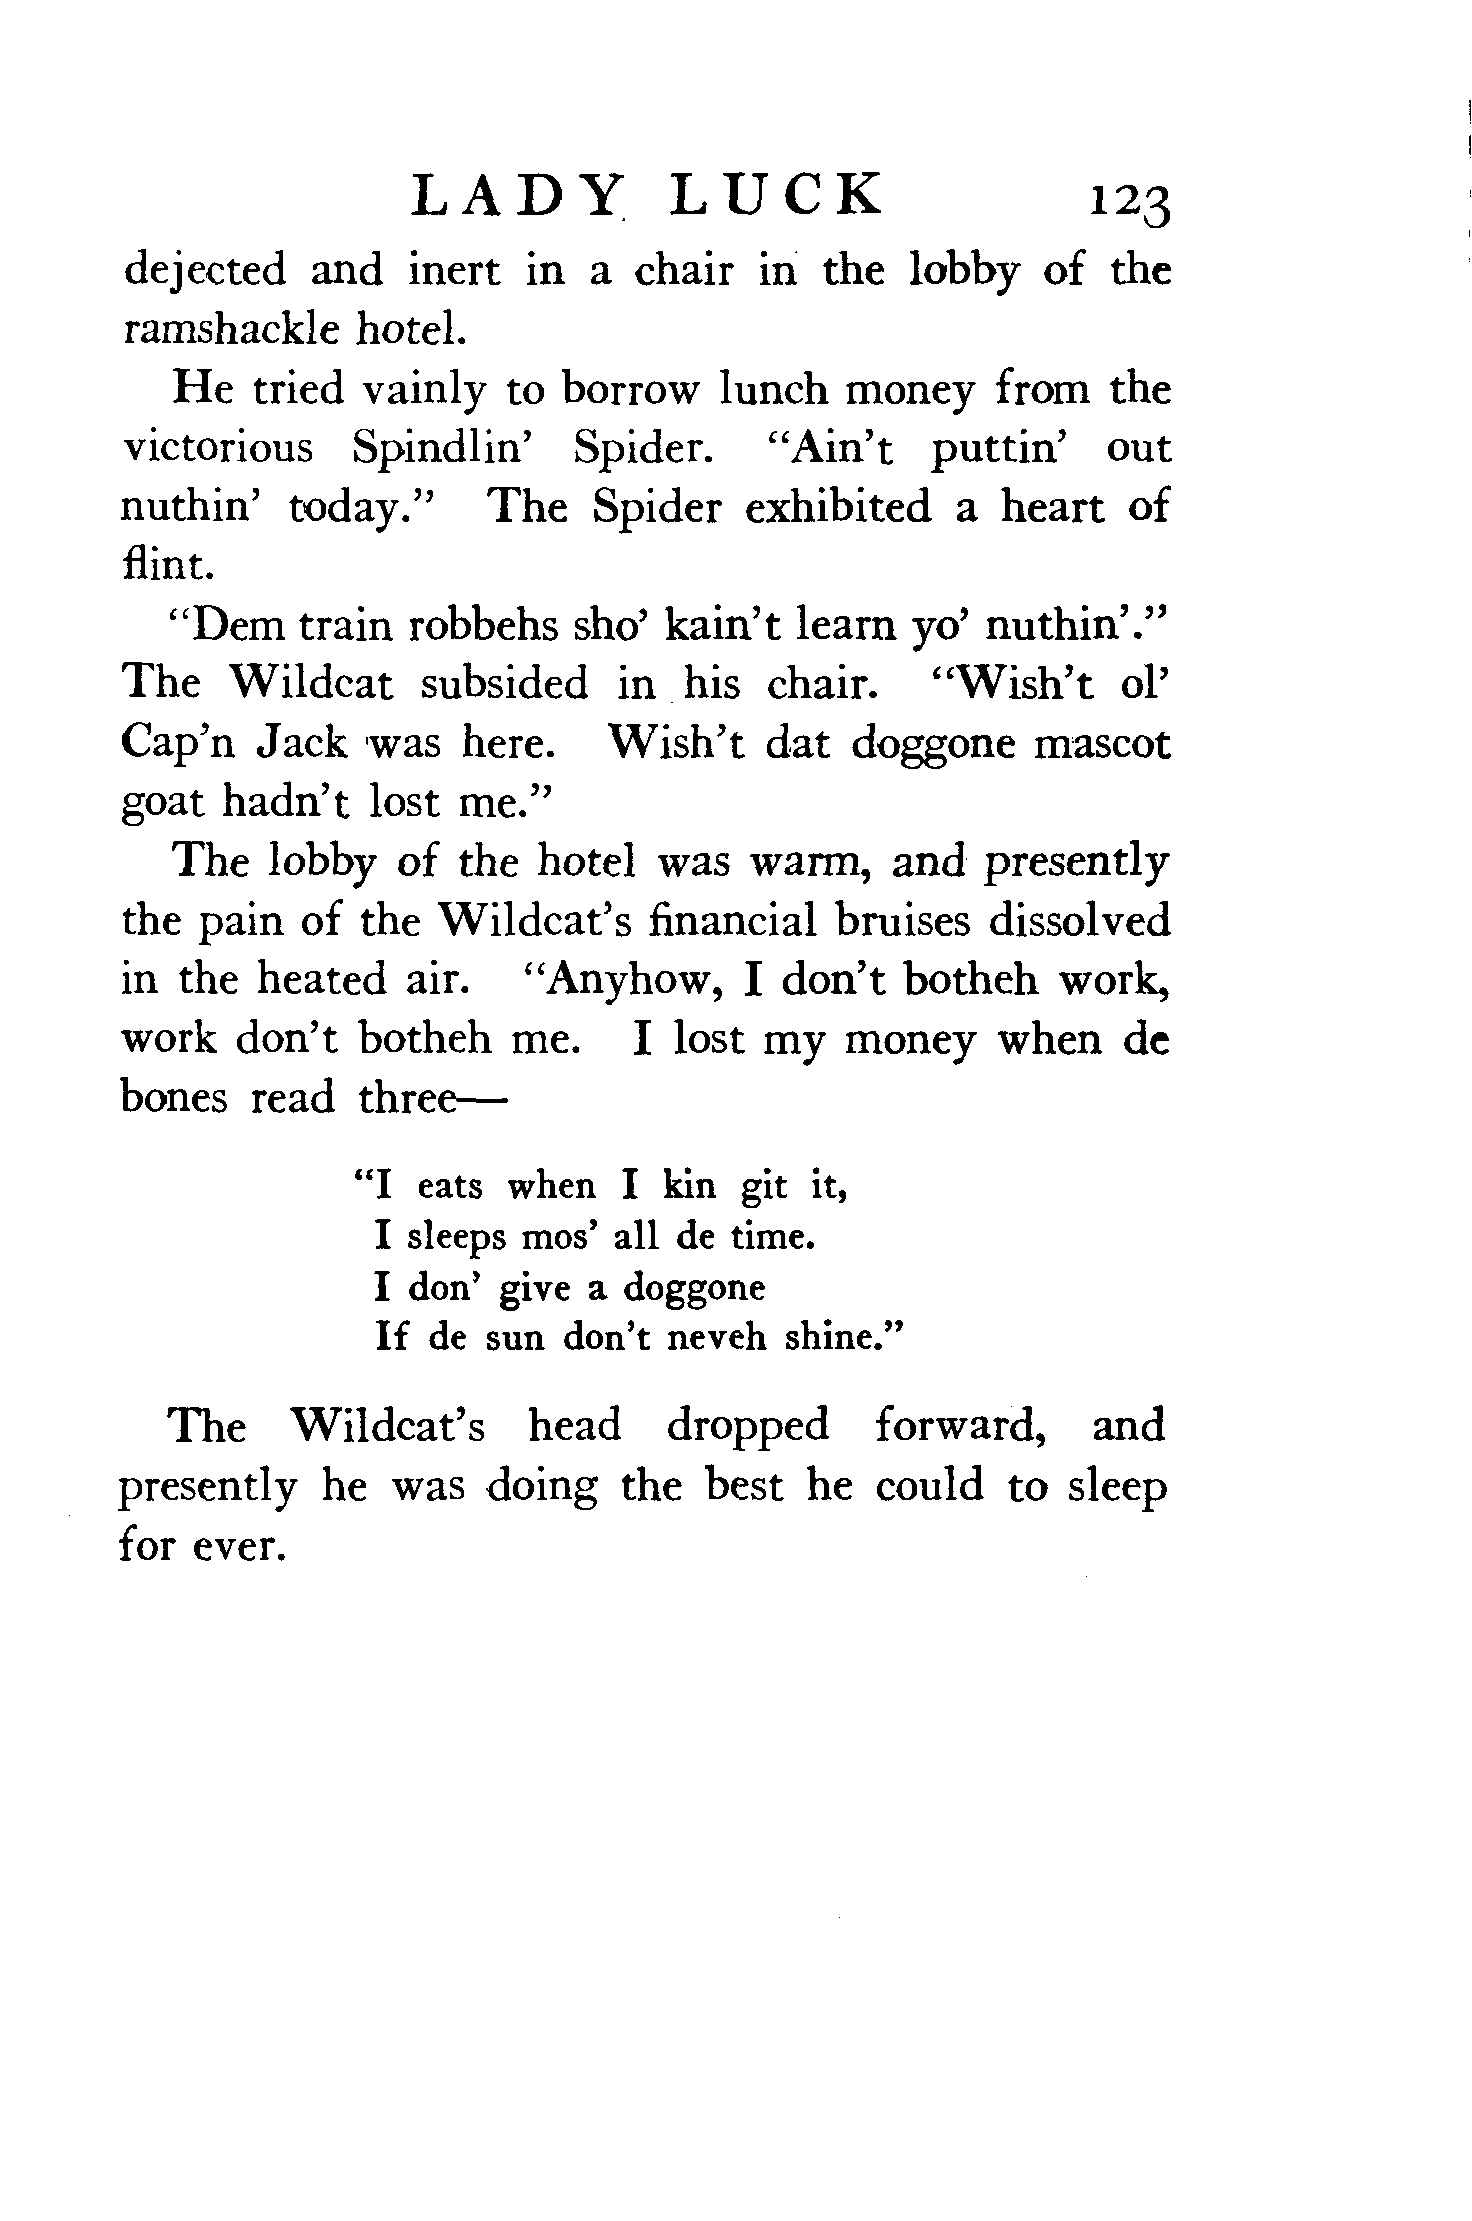 LADY LUCK 123
dejected and inert in a chair in the lobby of the
ramshackle hotel.
He tried vainly to borrow lunch money from the
victorious Spindlin' Spider. "Ain't puttin' out
nuthin' today." The Spider exhibited a heart of
flint.
"Dem train robbehs sho' kain't learn yo' nuthin'."
The Wildcat subsided in his chair. "Wish't ol'
Cap'n Jack was here. Wish't dat doggone mascot
goat hadn't lost me."
The lobby of the hotel was warm, and presently
the pain of the Wildcat's financial bruises dissolved
in the heated air. "Anyhow, I don't botheh work,
work don't botheh me. I lost my money when de
bones read three—
"I eats when I kin git it,
I sleeps mos' all de time.
I don' give a doggone
If de sun don't neveh shine."
The Wildcat's head dropped forward, and
presently he was doing the best he could to sleep
for ever.